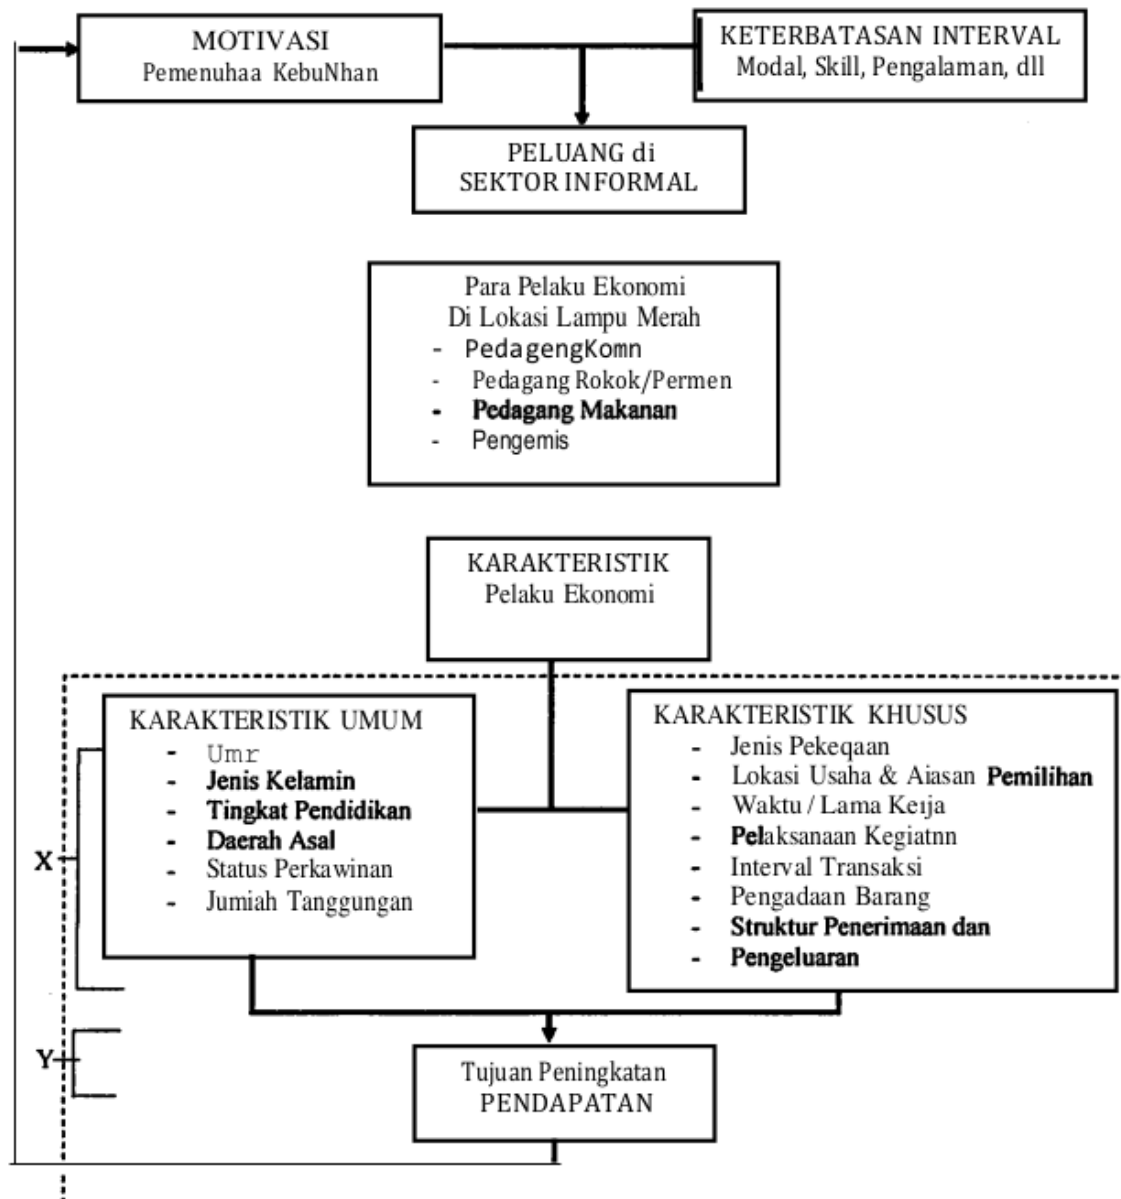 MOTIVASI
Pemenuhaa KebuNhan
KETERBATASAN INTERVAL
Modal, Skill, Pengalaman, dll
PELUANG di
SEKTOR INFORMAL
Para Pelaku Ekonomi
Di Lokasi Lampu Merah
- PedagengKomn
- Pedagang Rokok/Permen
- Pedagang Makanan
- Pengemis
KARAKTERISTIK
Pelaku Ekonomi
KARAKTERISTIK UMUM
- Umr
- Jenis Kelamin
- Tingkat Pendidikan
- Daerah Asal
- Status Perkawinan
- Jumiah Tanggungan
KARAKTERISTIK KHUSUS
- Jenis Pekeqaan
- Lokasi Usaha & Aiasan Pemilihan
- Waktu / Lama Keıja
- Pelaksanaan Kegiatnn
- Interval Transaksi
- Pengadaan Barang
- Struktur Penerimaan dan
- Pengeluaran
X
Y
Tujuan Peningkatan
PENDAPATAN